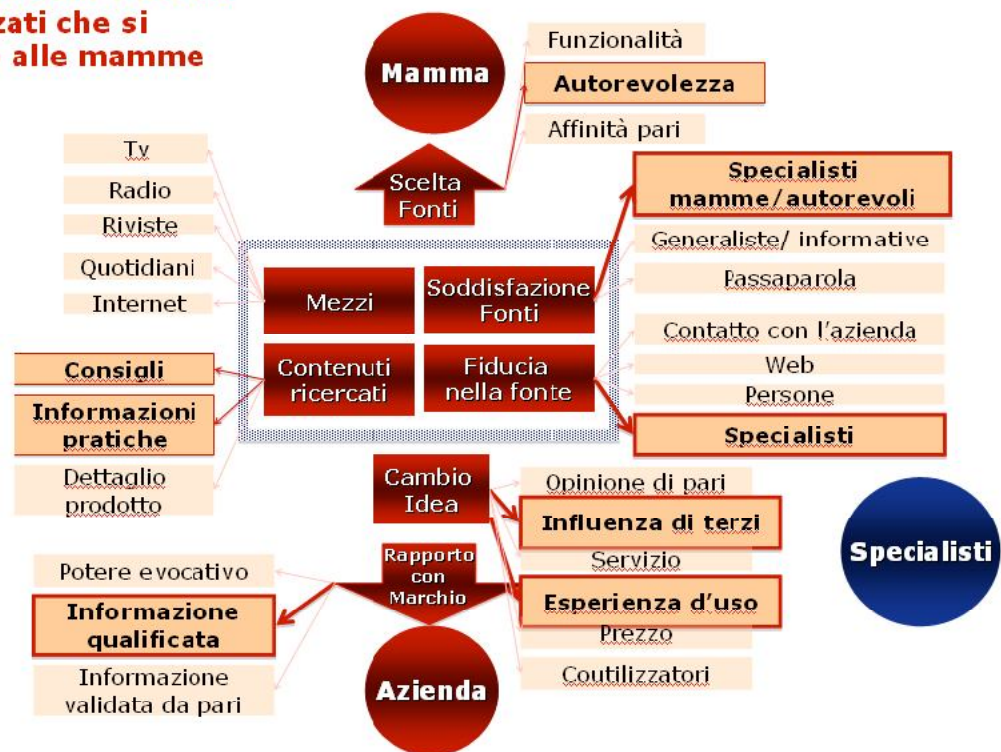 zati che si
alle mamme
Mamma
Funzionalità
Autorevolezza
Affinità pari
Scelta
Fonti
Tv
Radio
Riviste
Quotidiani
Internet
Specialisti
mamme/autorevoli
Generaliste/ informative
Passaparola
Mezzi
Soddisfazione
Fonti
Contenuti
ricercati
Fiducia
nella fonte
Contatto con l'azienda
Web
Persone
Specialisti
Consigli
Informazioni
pratiche
Dettaglio
prodotto
Cambio
Idea
Opinione di pari
Influenza di terzi
Servizio
Esperienza d'uso
Prezzo
Coutilizzatori
Specialisti
Rapporto
con
Marchio
Potere evocativo
Informazione
qualificata
Informazione
validata da pari
Azienda